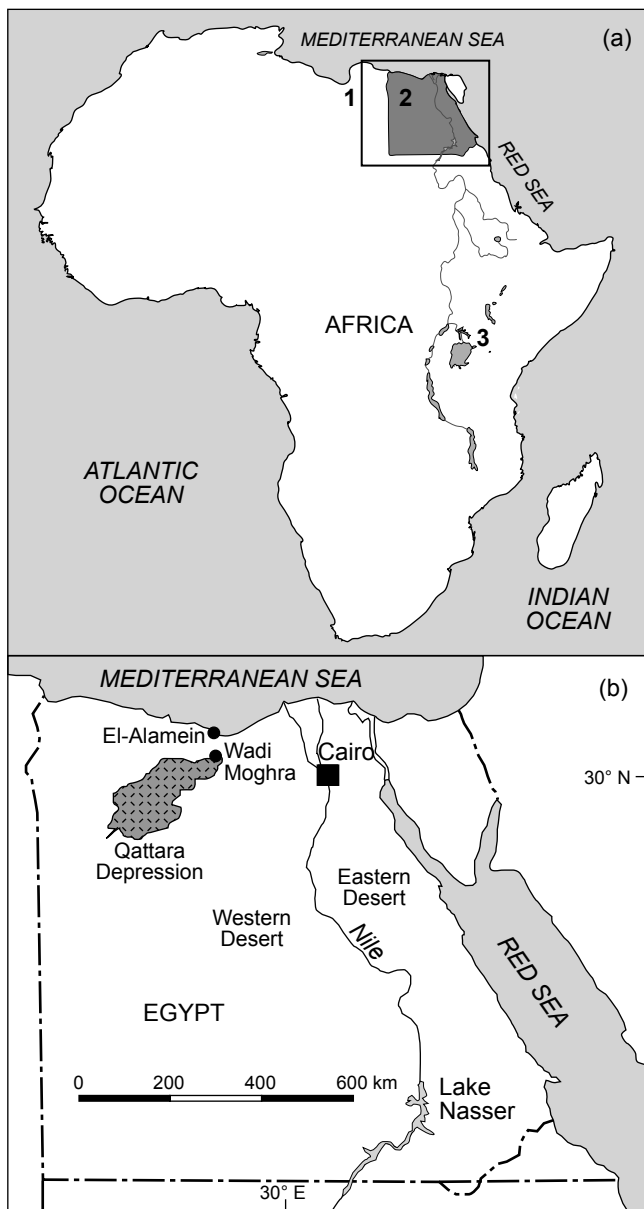 MEDITERRANEAN SEA
(a)
1
2
RED SEA
AFRICA
3
ATLANTIC
OCEAN
INDIAN
OCEAN
MEDITERRANEAN SEA
(b)
El-Alamein
Wadi
Moghra
Cairo
30° N
Qattara
Depression
Eastern
Desert
Western
Desert
Nile
RED SEA
EGYPT
0 200 400 600 km
Lake
Nasser
30° E